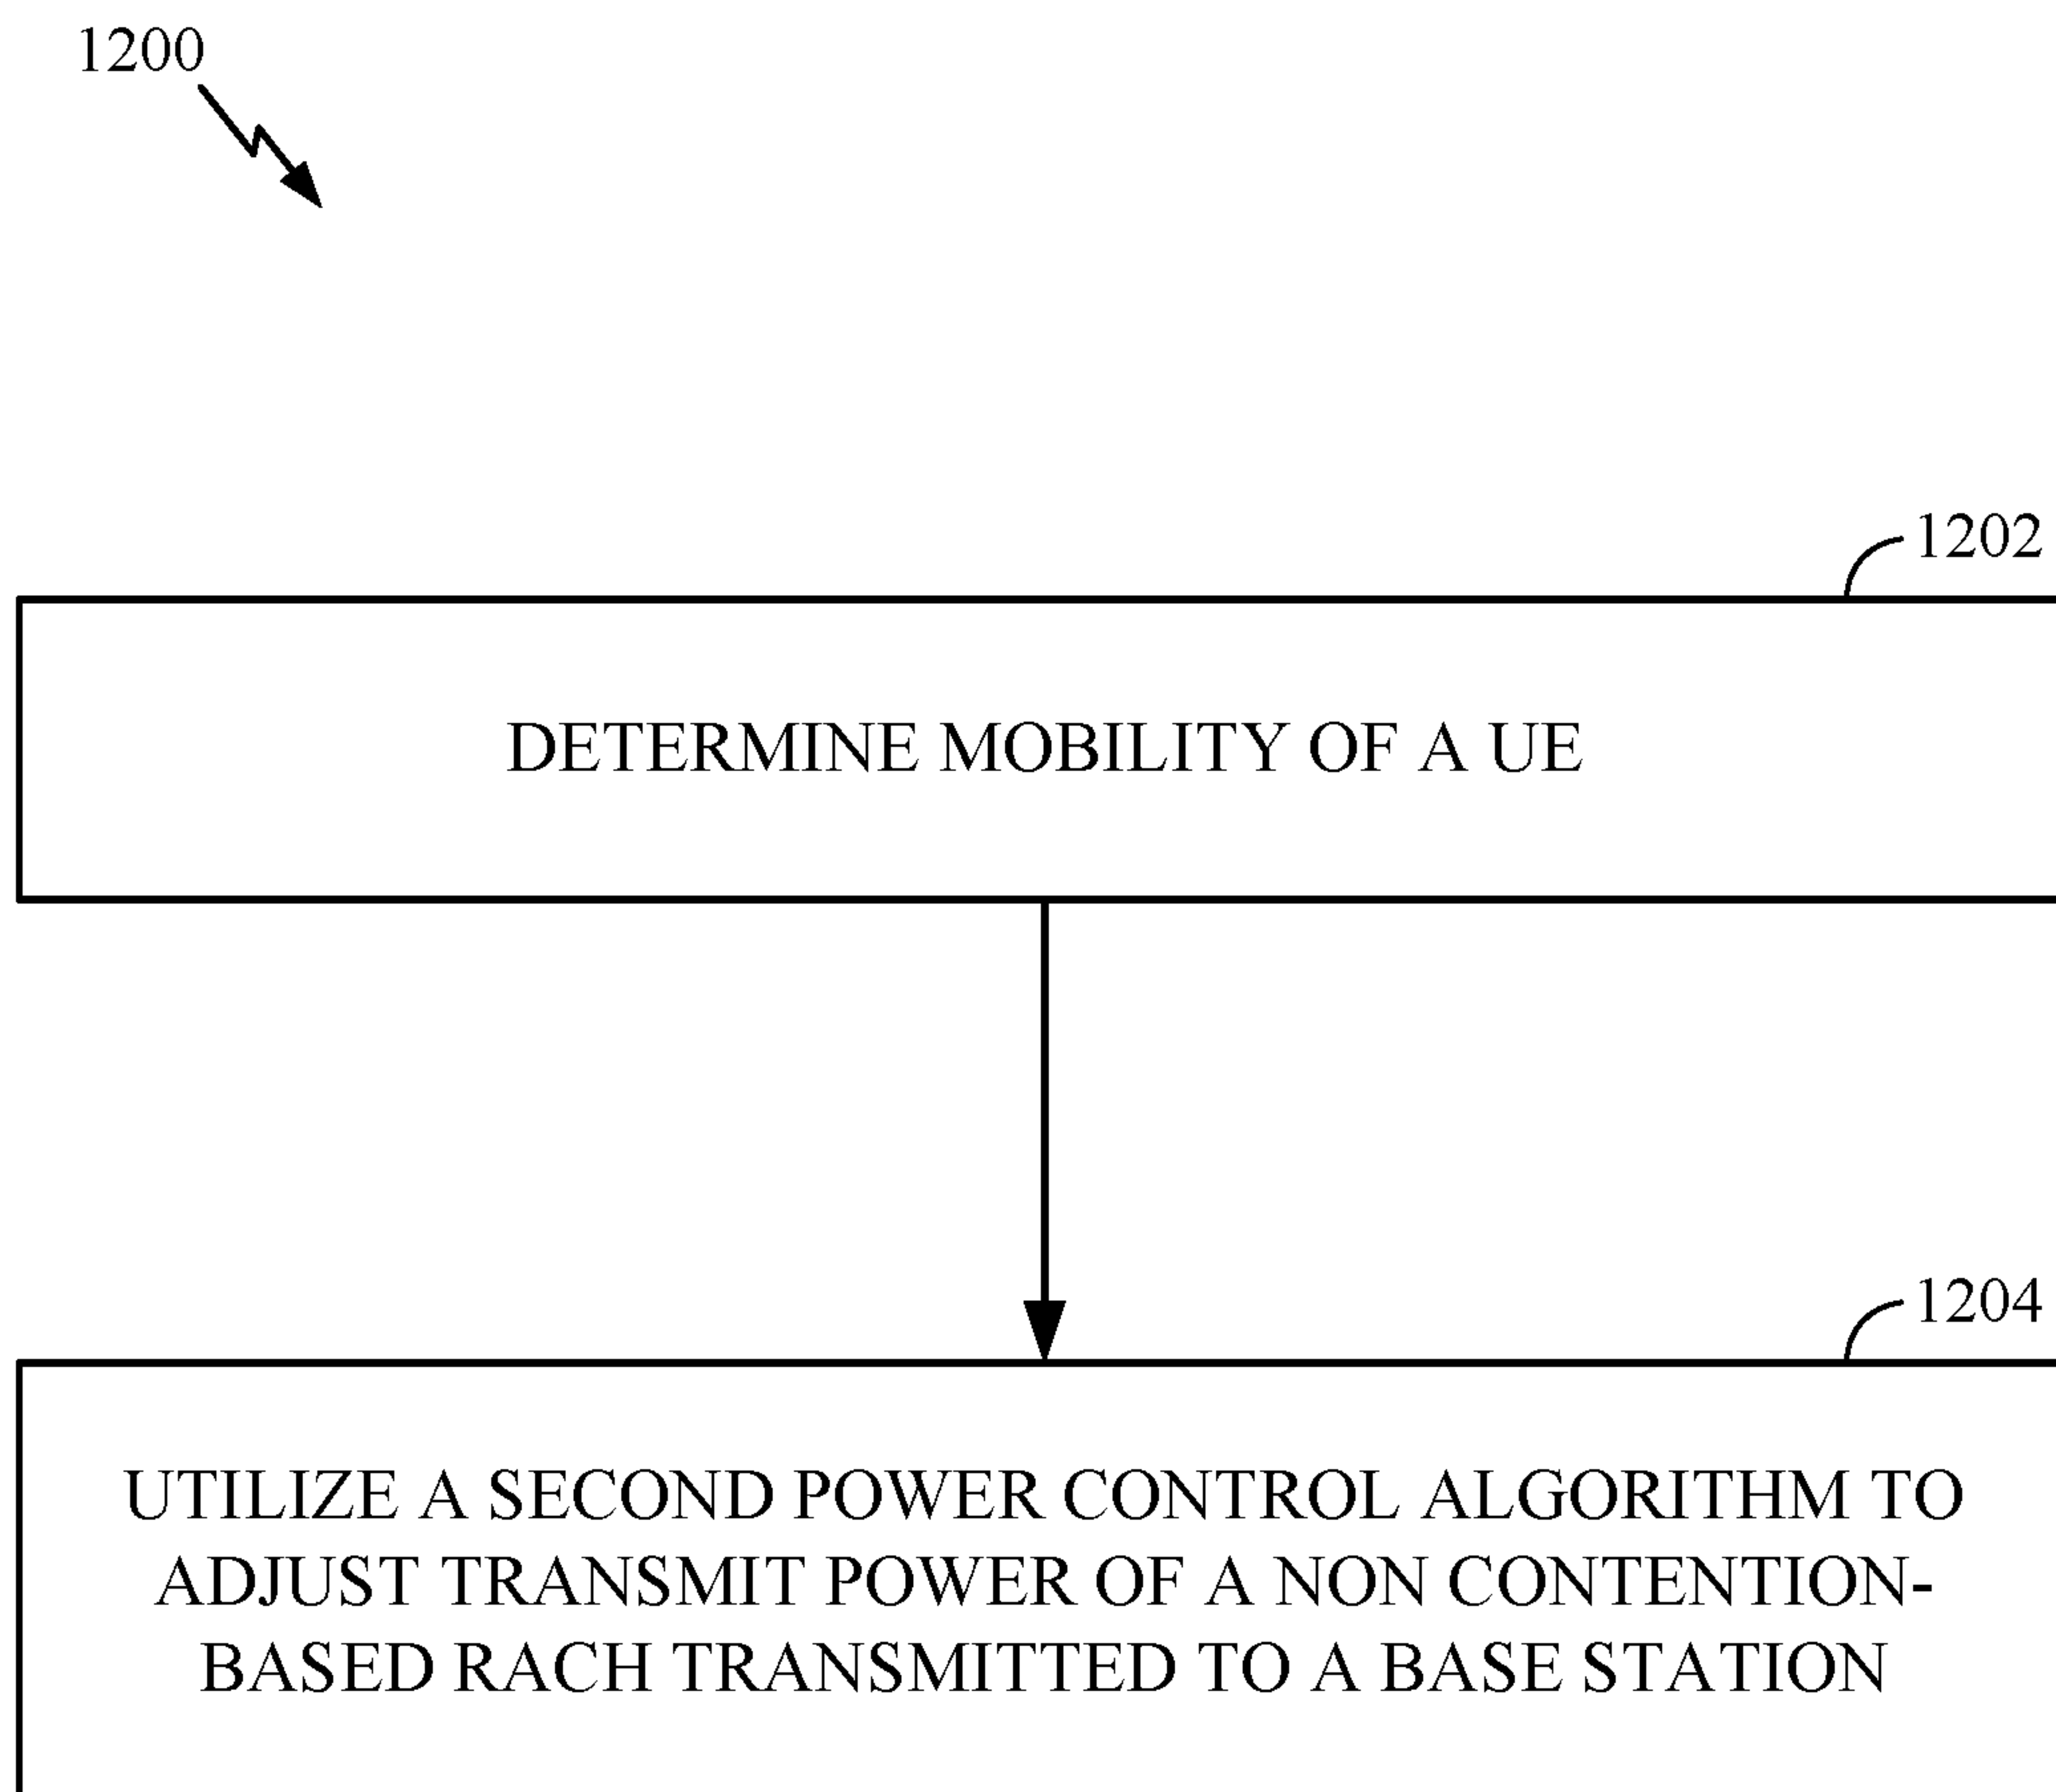 1200
1202
DETERMINE MOBILITY OF A UE
1204
UTILIZE A SECOND POWER CONTROL ALGORITHM TO
ADJUST TRANSMIT POWER OF A NON CONTENTION-
BASED RACH TRANSMITTED TO A BASE STATION